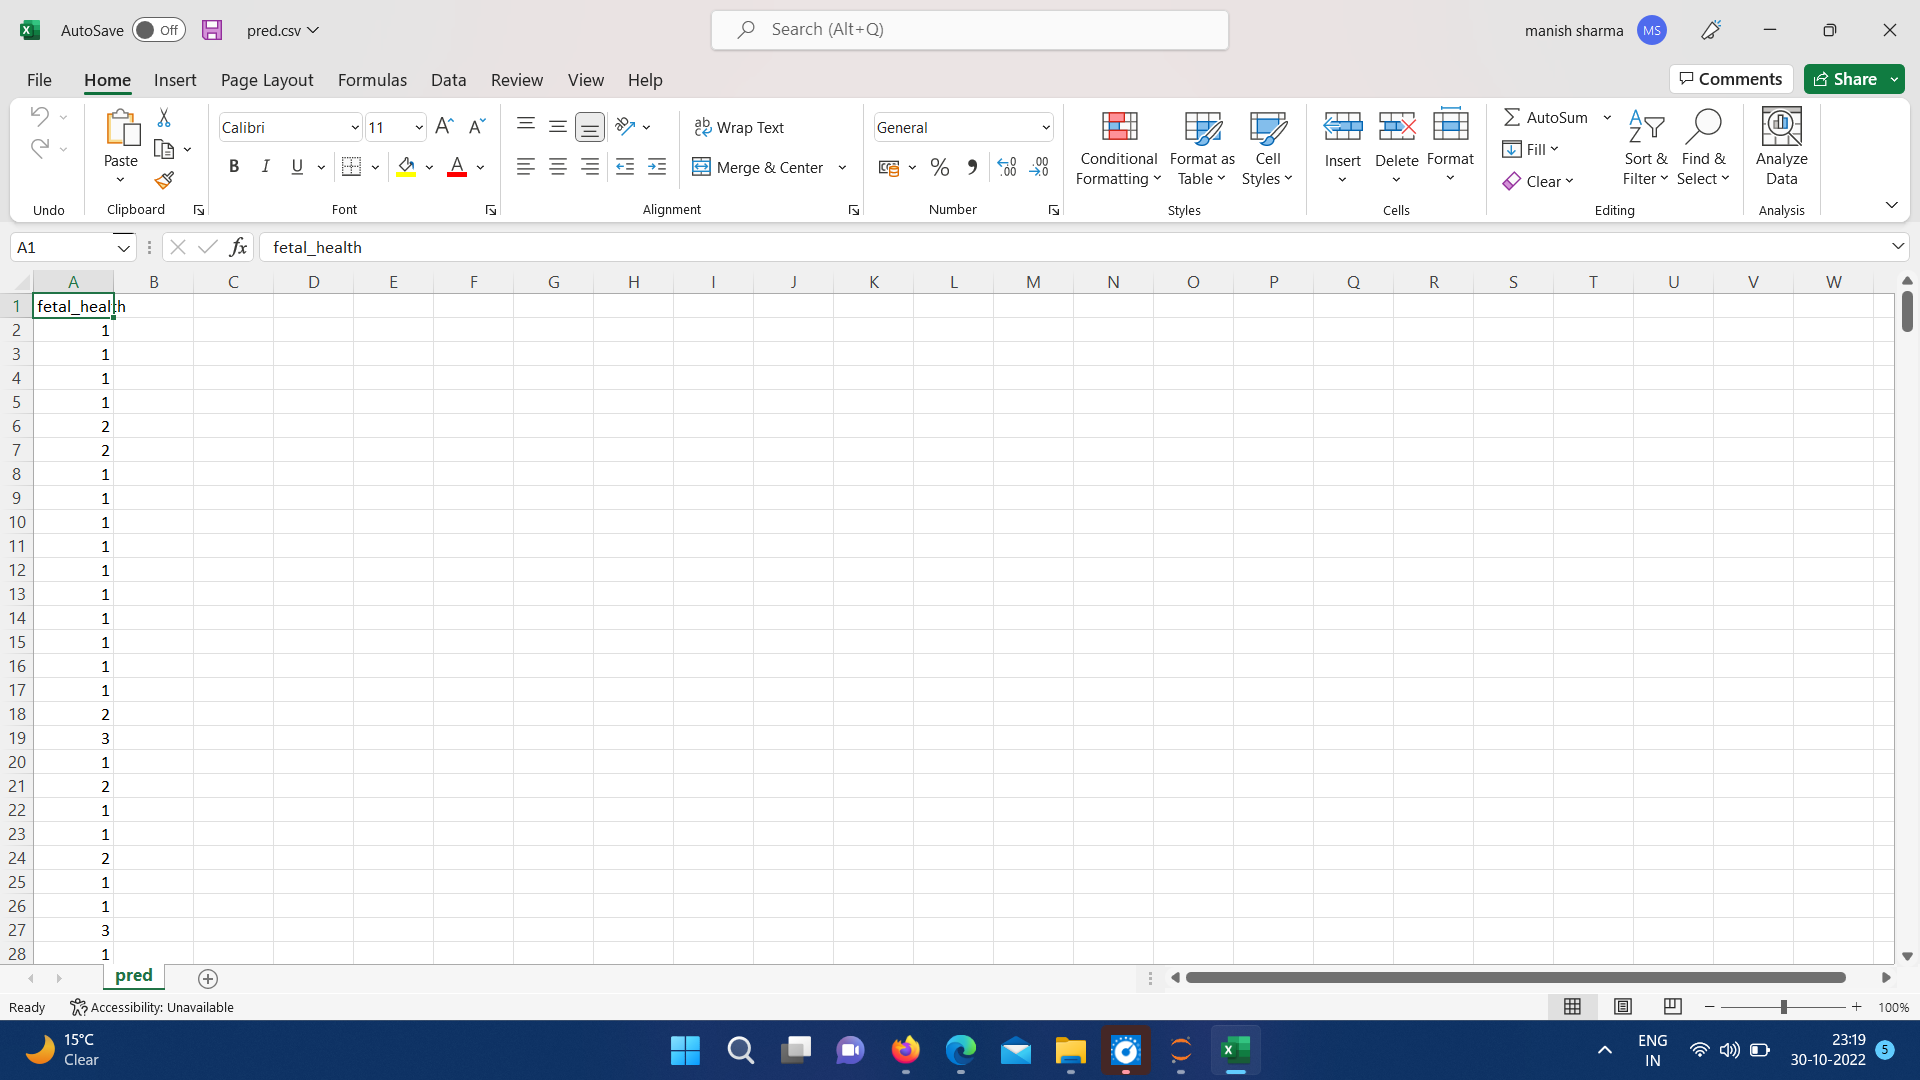 AutoSave Off pred.csv Search (Alt+Q) manish sharma MS
File Home Insert Page Layout Formulas Data Review View Help Comments Share
Paste
Calibri 11
B I U A
Wrap Text
Merge & Center
General
%
Conditional Formatting
Format as Table
Cell Styles
Insert
Delete
Format
AutoSum
Fill
Clear
Sort & Filter
Find & Select
Analyze Data
Undo Clipboard Font Alignment Number Styles Cells Editing Analysis
A1 fx fetal_health
A B C D E F G H I J K L M N O P Q R S T U V W
1 fetal_health
2 1
3 1
4 1
5 1
6 2
7 2
8 1
9 1
10 1
11 1
12 1
13 1
14 1
15 1
16 1
17 1
18 2
19 3
20 1
21 2
22 1
23 1
24 2
25 1
26 1
27 3
28 1
pred
Ready Accessibility: Unavailable 100%
15°C
Clear
ENG
IN
23:19
30-10-2022
5